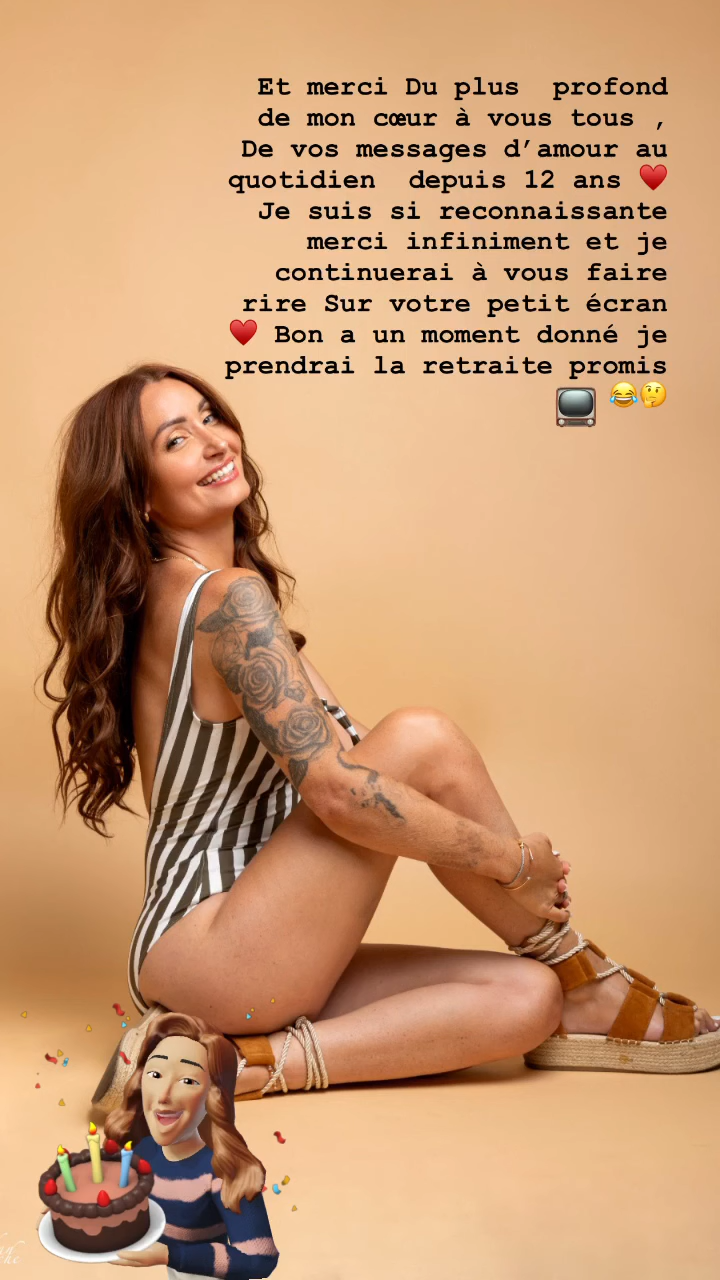 Et merci Du plus  profond
de mon cœur à vous tous ,
De vos messages d’amour au
quotidien  depuis 12 ans ♥️
Je suis si reconnaissante
merci infiniment et je
continuerai à vous faire
rire Sur votre petit écran
♥️ Bon a un moment donné je
prendrai la retraite promis
📺 😂🤔